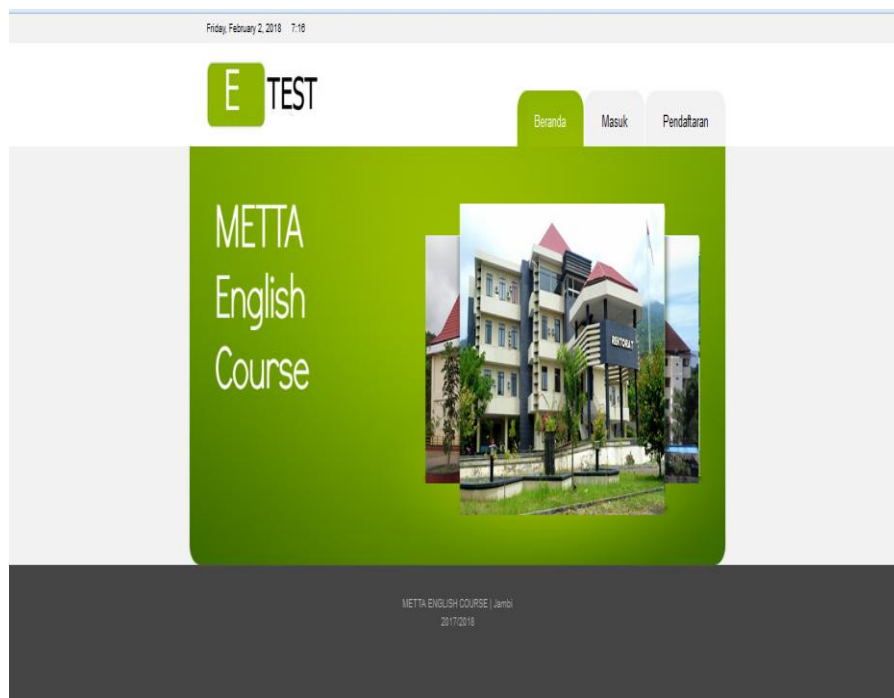 Friday, February 2, 2018 7:16
E TEST
Beranda Masuk Pendaftaran
METTA
English
Course
REKTORAT
METTA ENGLISH COURSE | Jambi
2017/2018